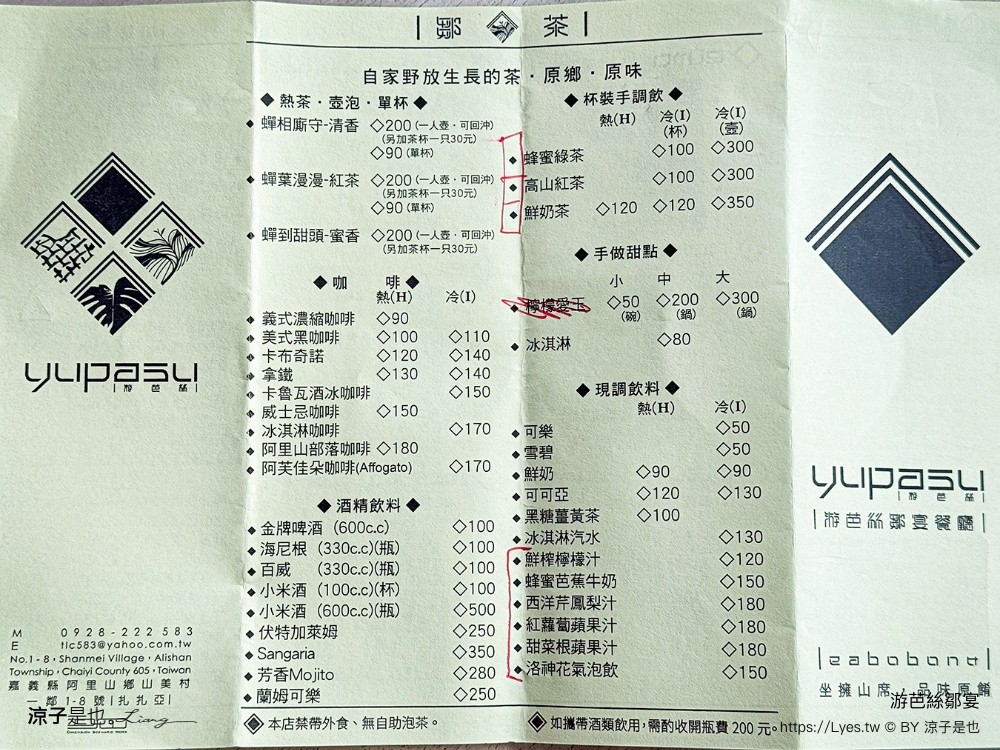 yupasu
|游芭絲|
M 0928-222583
E tlc583@yahoo.com.tw
No.1-8，Shanmei Village，Alishan
Township，Chaiyi County 605，Taiwan
嘉義縣阿里山鄉山美村
一鄰1-8號|扎扎亞|
|鄒 茶|
自家野放生長的茶．原鄉．原味
◆熱茶．壺泡．單杯◆
◆蟬相廝守-清香 ◇200(一人壺．可回沖)
(另加茶杯一只30元)
◇90(單杯)
◆蟬葉漫漫-紅茶 ◇200(一人壺．可回沖)
(另加茶杯一只30元)
◇90(單杯)
◆蟬到甜頭-蜜香 ◇200(一人壺．可回沖)
(另加茶杯一只30元)
◆咖 啡◆
熱(H) 冷(I)
◆義式濃縮咖啡 ◇90
◆美式黑咖啡 ◇100 ◇110
◆卡布奇諾 ◇120 ◇140
◆拿鐵 ◇130 ◇140
◆卡魯瓦酒冰咖啡 ◇150
◆威士忌咖啡 ◇150
◆冰淇淋咖啡 ◇170
◆阿里山部落咖啡 ◇180
◆阿芙佳朵咖啡(Affogato) ◇170
◆酒精飲料◆
◆金牌啤酒（600c.c) ◇100
◆海尼根（330c.c)(瓶) ◇100
◆百威（330c.c)(瓶) ◇100
◆小米酒（100c.c)(杯) ◇100
◆小米酒（600c.c)(瓶) ◇500
◆伏特加萊姆 ◇250
◆Sangaria ◇350
◆芳香Mojito ◇280
◆蘭姆可樂 ◇250
◆本店禁帶外食、無自助泡茶。
◆杯裝手調飲◆
熱(H) 冷(I) 冷(I)
(杯) (壺)
◆蜂蜜綠茶 ◇100 ◇300
◆高山紅茶 ◇100 ◇300
◆鮮奶茶 ◇120 ◇120 ◇350
◆手做甜點◆
小 中 大
◆檸檬愛玉 ◇50 ◇200 ◇300
(碗) (鍋) (鍋)
◆冰淇淋 ◇80
◆現調飲料◆
熱(H) 冷(I)
◆可樂 ◇50
◆雪碧 ◇50
◆鮮奶 ◇90 ◇90
◆可可亞 ◇120 ◇130
◆黑糖薑黃茶 ◇100
◆冰淇淋汽水 ◇130
◆鮮榨檸檬汁 ◇120
◆蜂蜜芭蕉牛奶 ◇150
◆西洋芹鳳梨汁 ◇180
◆紅蘿蔔蘋果汁 ◇180
◆甜菜根蘋果汁 ◇180
◆洛神花氣泡飲 ◇150
◆如攜帶酒類飲用，需酌收開瓶費200元。
yupasu
|游芭絲|
|游芭絲鄒宴餐廳|
|eabobonu|
坐擁山席．品味原鄉
游芭絲鄒宴
涼子是也
Liang
https://Lyes.tw © BY 涼子是也